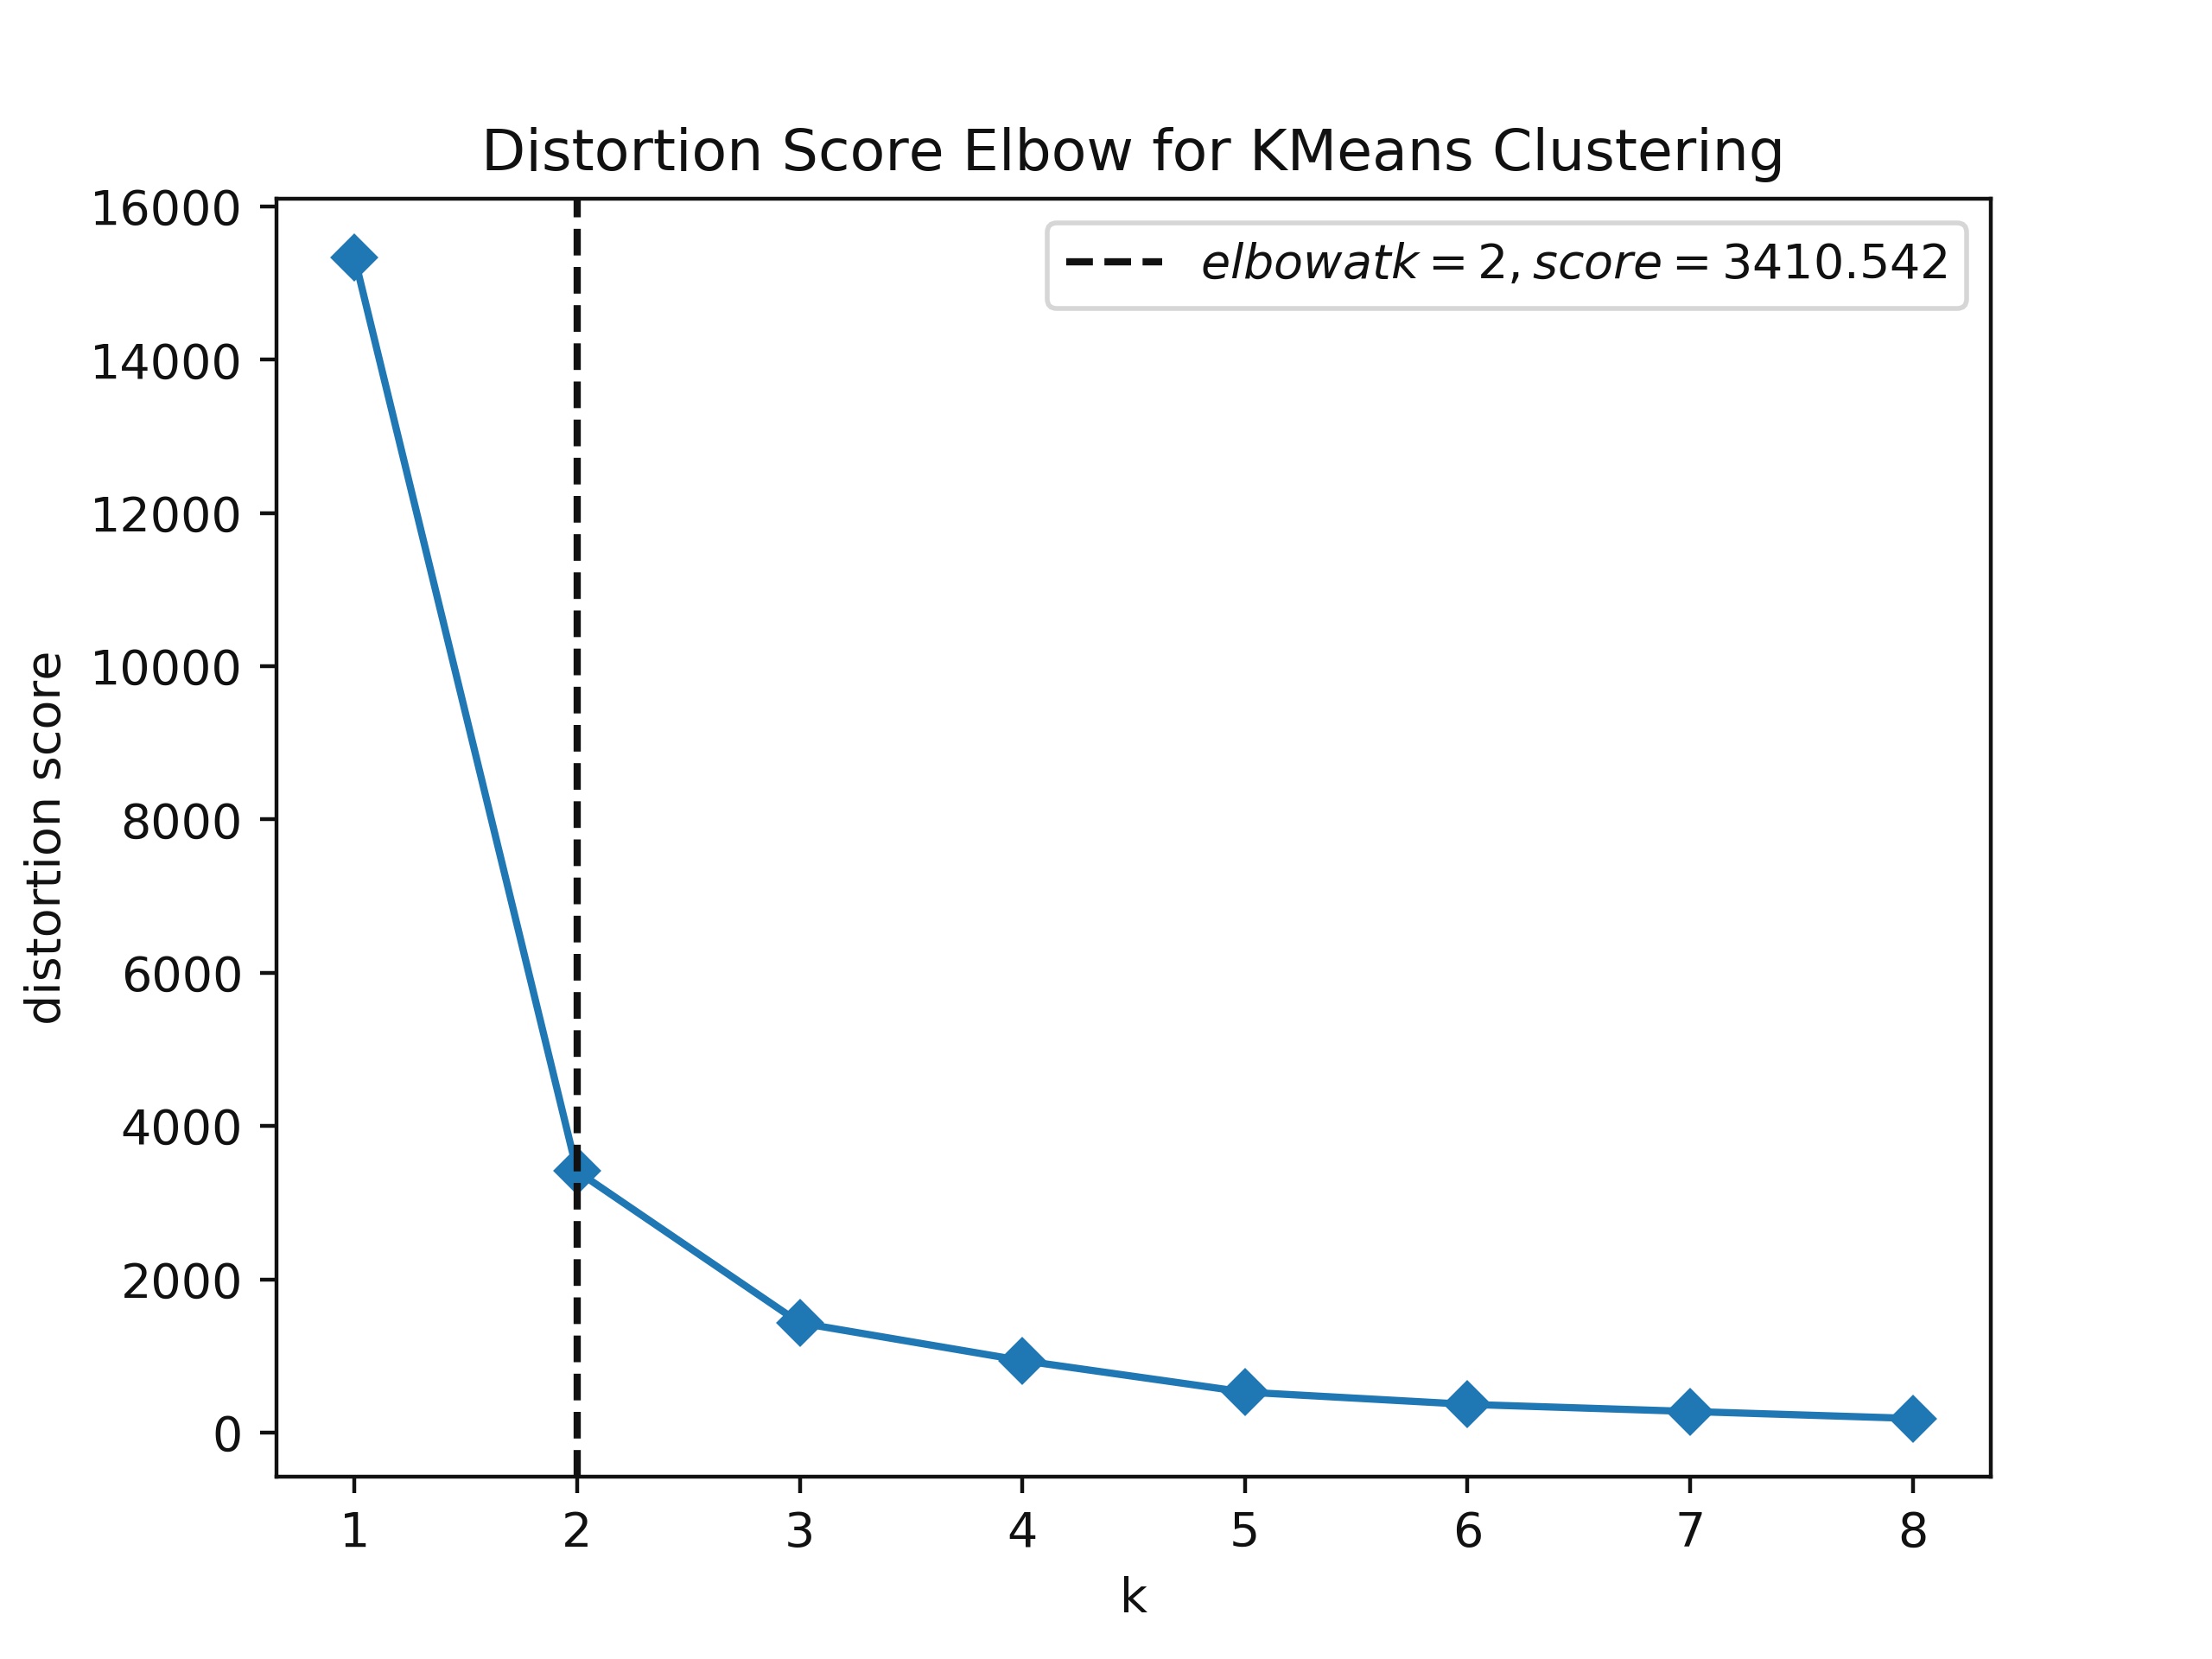 Distortion Score Elbow for KMeans Clustering
elbowatk = 2, score = 3410.542
distortion score
16000
14000
12000
10000
8000
6000
4000
2000
0
1 2 3 4 5 6 7 8
k